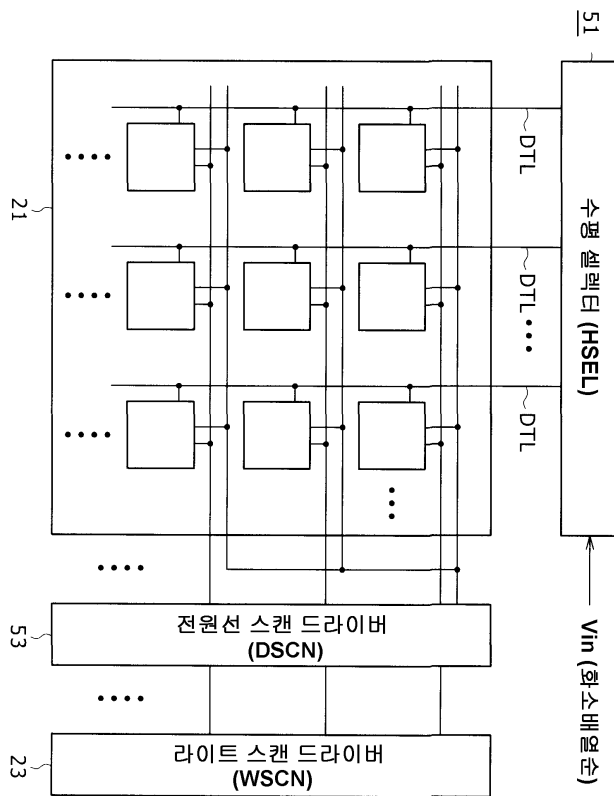 51
수평 셀렉터 (HSEL)
Vin (화소배열순)
DTL
DTL
DTL
21
53
전원선 스캔 드라이버
(DSCN)
23
라이트 스캔 드라이버
(WSCN)